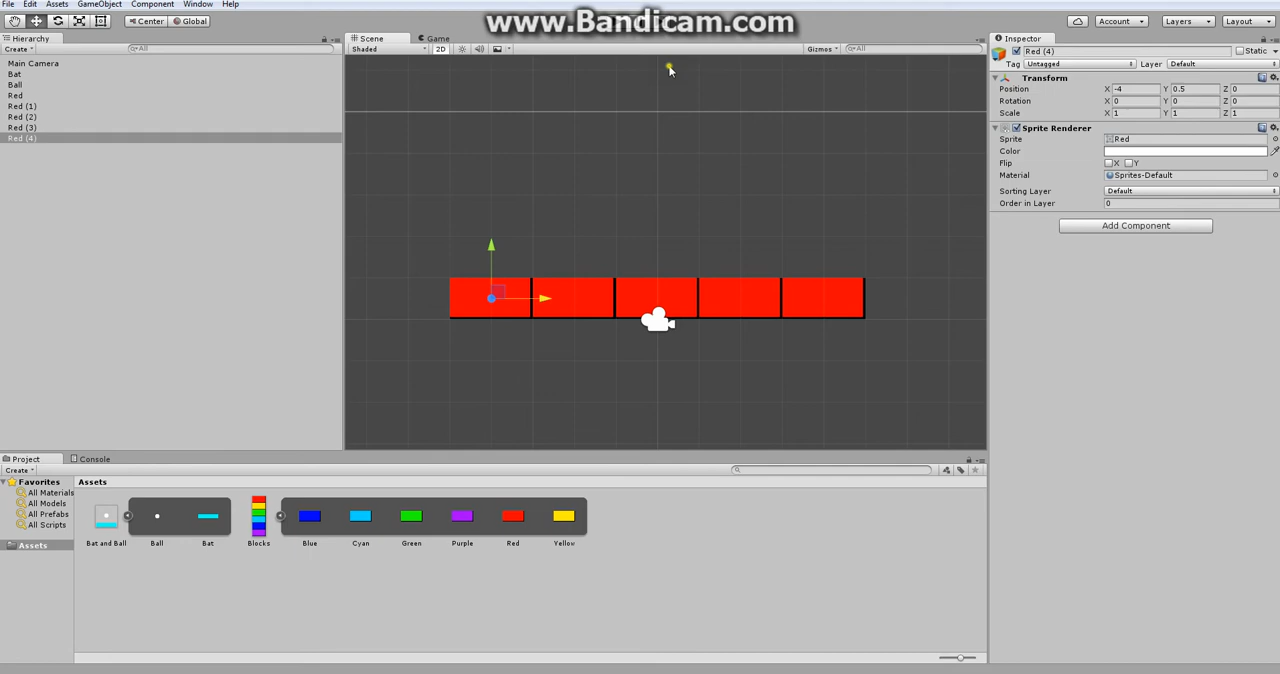 www.Bandicam.com
File Edit Assets GameObject Component Window Help
Center Global Account Layers Layout
Hierarchy
Create All
Main Camera
Bat
Ball
Red
Red (1)
Red (2)
Red (3)
Red (4)
Scene Game
Shaded 2D Gizmos All
Inspector
Red (4) Static
Tag Untagged Layer Default
Transform
Position X -4 Y 0.5 Z 0
Rotation X 0 Y 0 Z 0
Scale X 1 Y 1 Z 1
Sprite Renderer
Sprite Red
Color
Flip X Y
Material Sprites-Default
Sorting Layer Default
Order in Layer 0
Add Component
Project Console
Create
Favorites
All Materials
All Models
All Prefabs
All Scripts
Assets
Assets
Bat and Ball Ball Bat Blocks Blue Cyan Green Purple Red Yellow